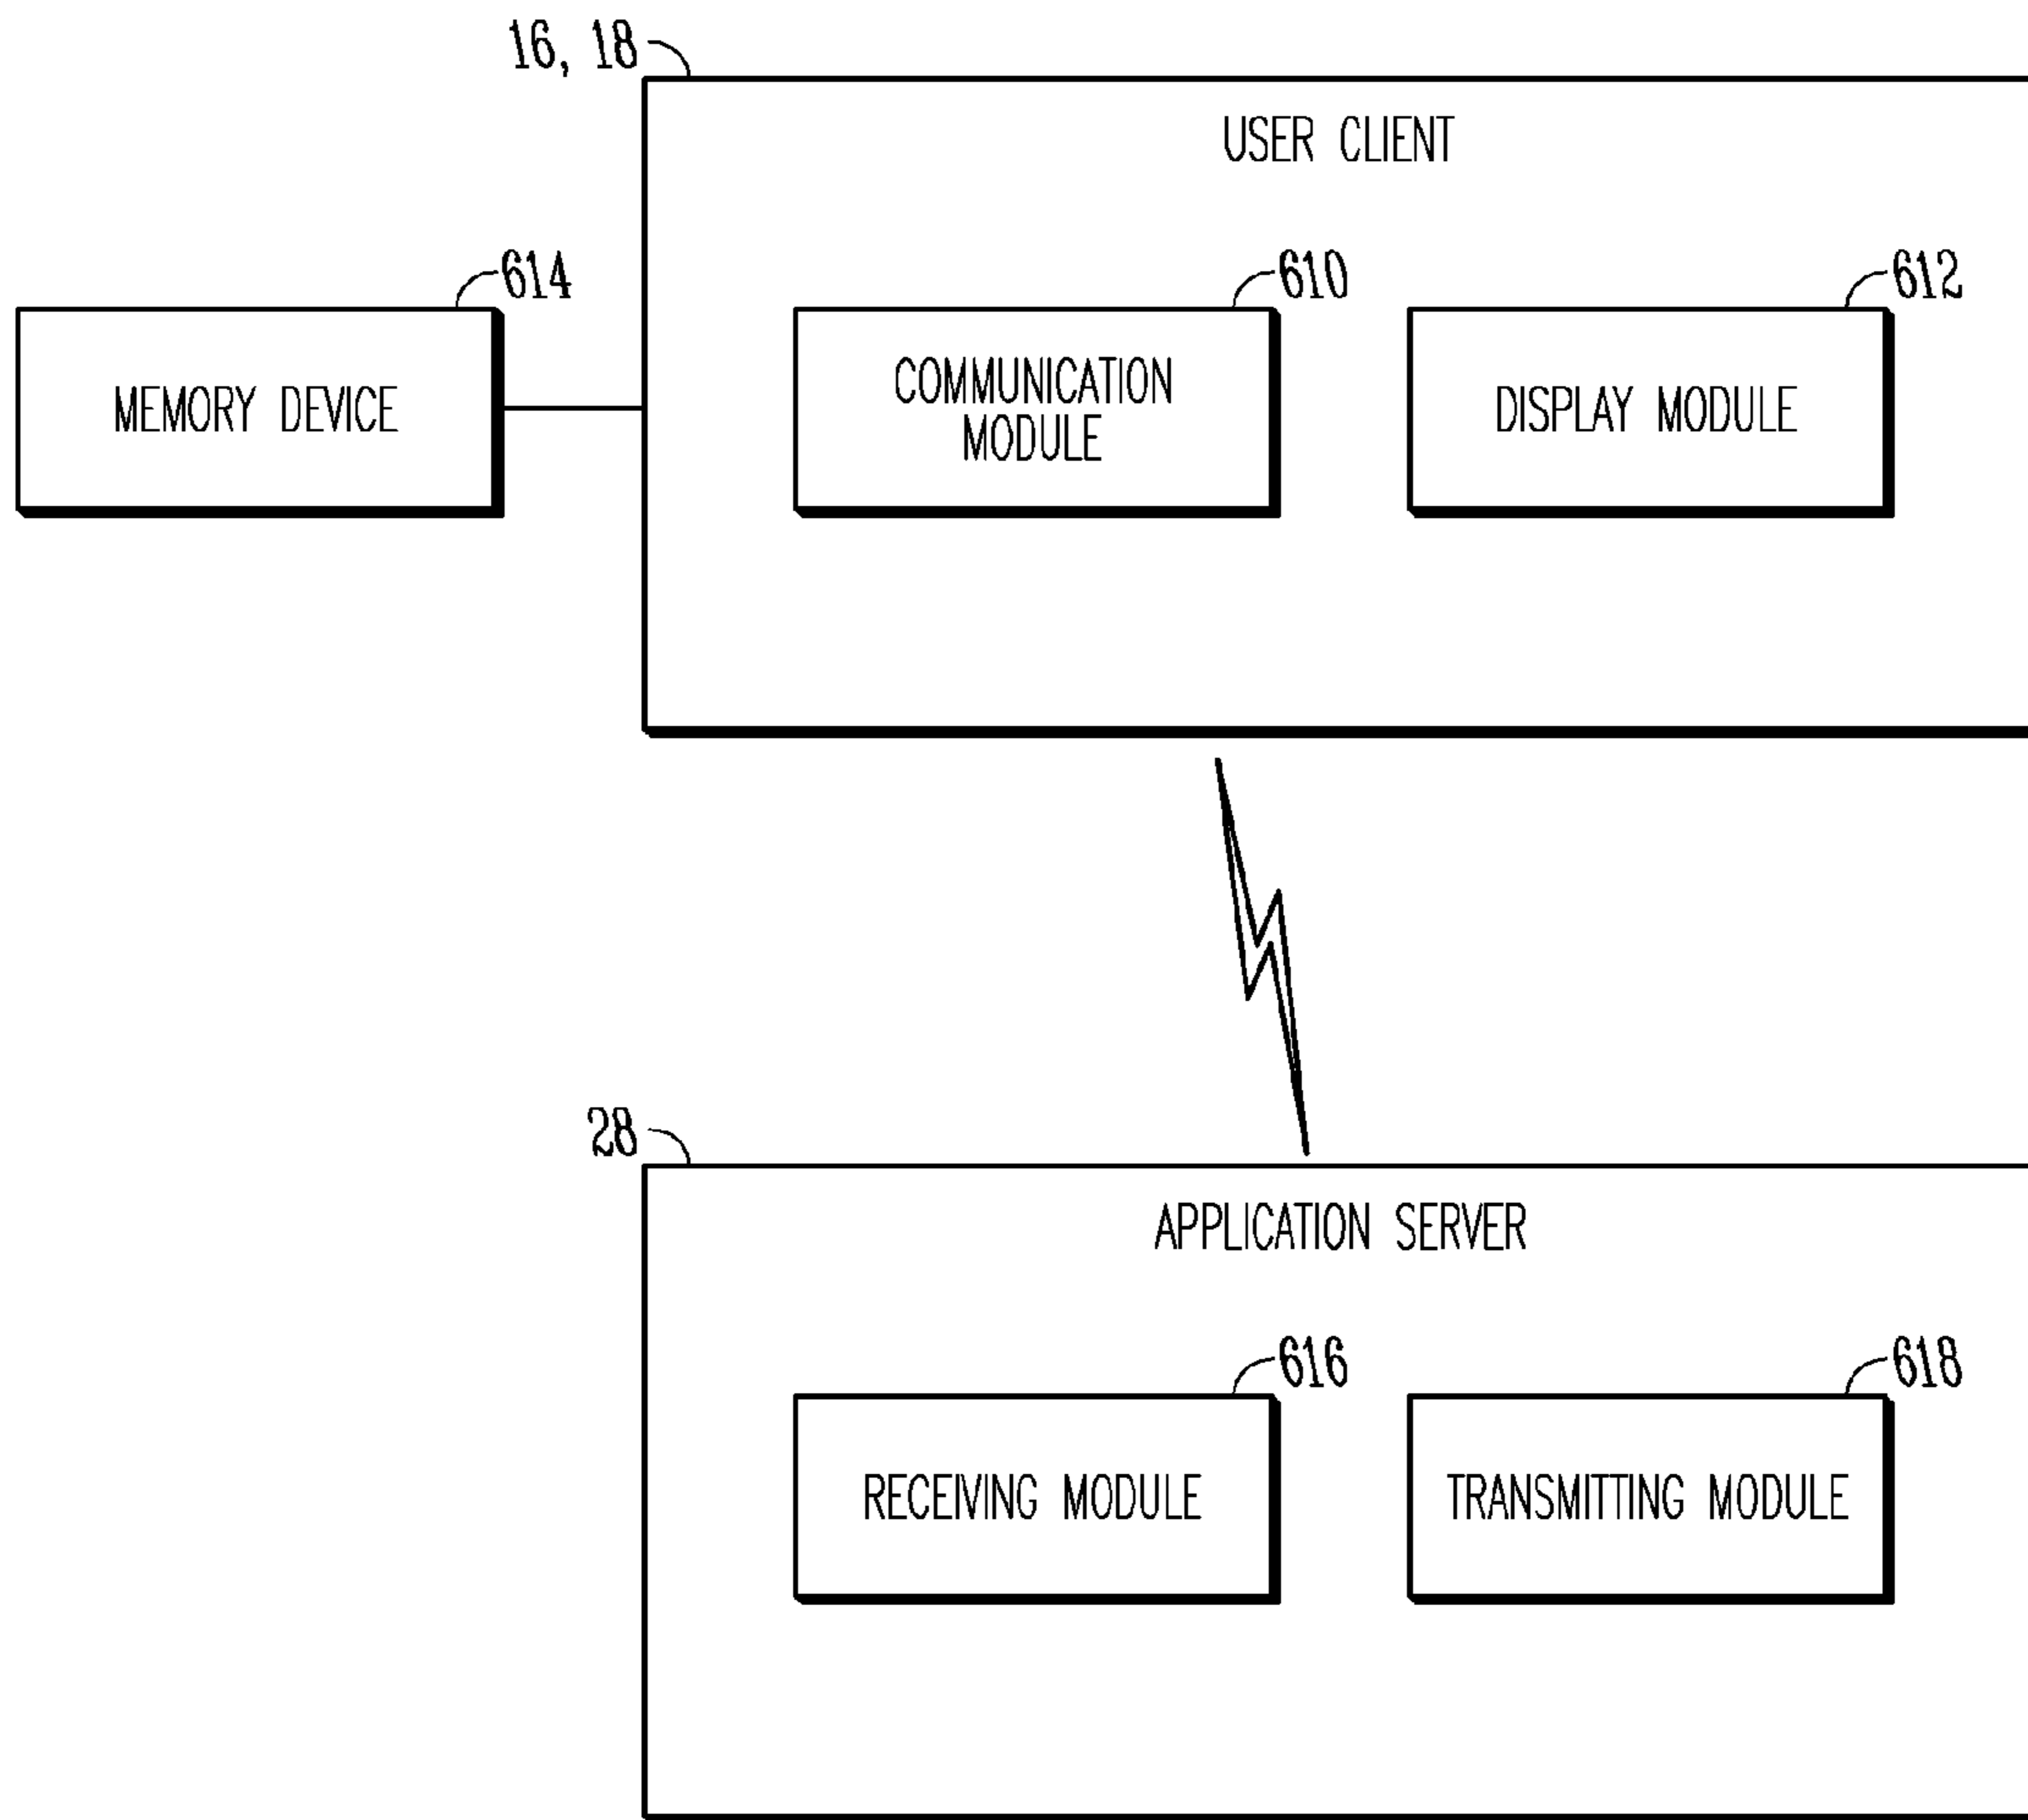 16, 18
USER CLIENT
614
610
612
MEMORY DEVICE
COMMUNICATION
MODULE
DISPLAY MODULE
28
APPLICATION SERVER
616
618
RECEIVING MODULE
TRANSMITTING MODULE